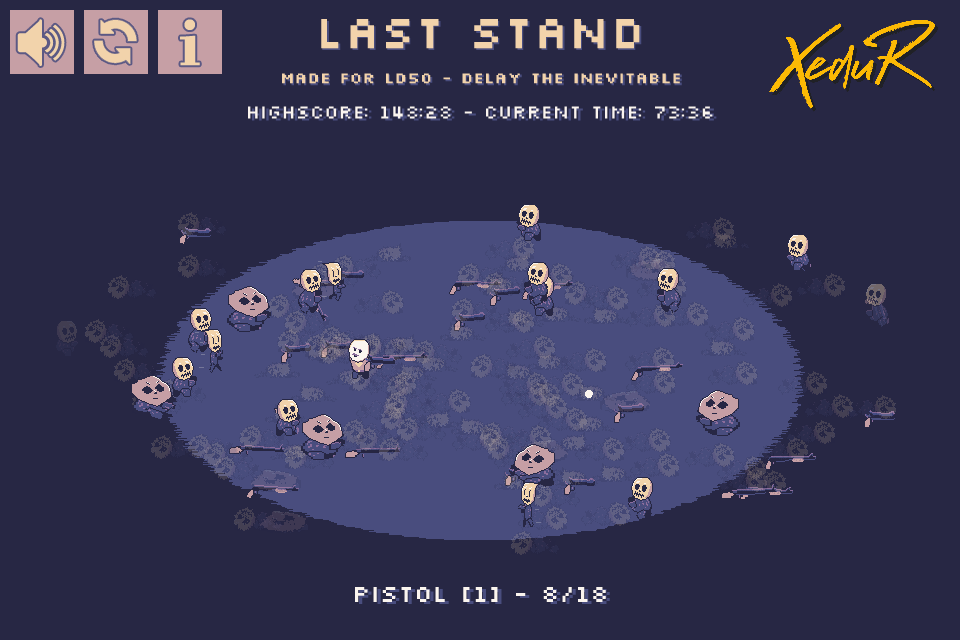 LAST STAND
XeduR
MADE FOR LD50 - DELAY THE INEVITABLE
HIGHSCORE: 148:28 - CURRENT TIME: 73:36
PISTOL [1] - 8/18